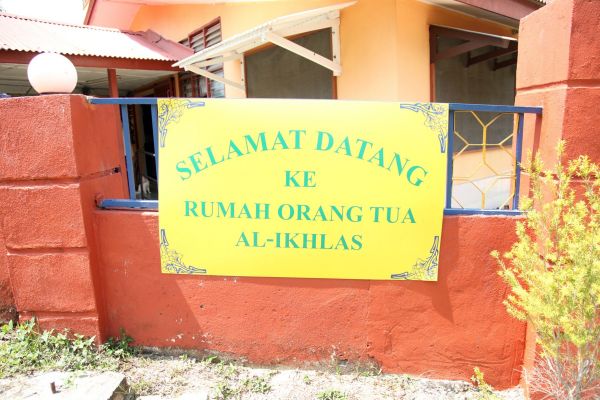 SELAMAT DATANG
KE
RUMAH ORANG TUA
AL-IKHLAS